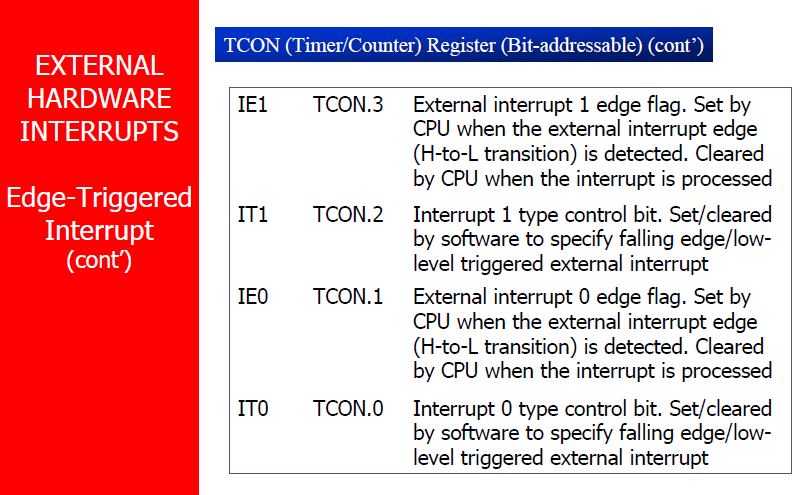 EXTERNAL
HARDWARE
INTERRUPTS
Edge-Triggered
Interrupt
(cont’)
TCON (Timer/Counter) Register (Bit-addressable) (cont’)
IE1 TCON.3 External interrupt 1 edge flag. Set by
CPU when the external interrupt edge
(H-to-L transition) is detected. Cleared
by CPU when the interrupt is processed
IT1 TCON.2 Interrupt 1 type control bit. Set/cleared
by software to specify falling edge/low-
level triggered external interrupt
IE0 TCON.1 External interrupt 0 edge flag. Set by
CPU when the external interrupt edge
(H-to-L transition) is detected. Cleared
by CPU when the interrupt is processed
IT0 TCON.0 Interrupt 0 type control bit. Set/cleared
by software to specify falling edge/low-
level triggered external interrupt